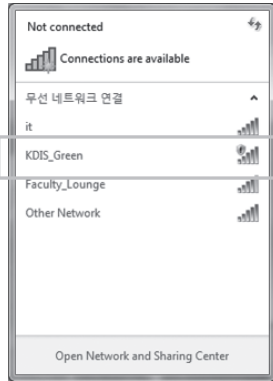 Not connected
Connections are available
무선 네트워크 연결
it
KDIS_Green
Faculty_Lounge
Other Network
Open Network and Sharing Center